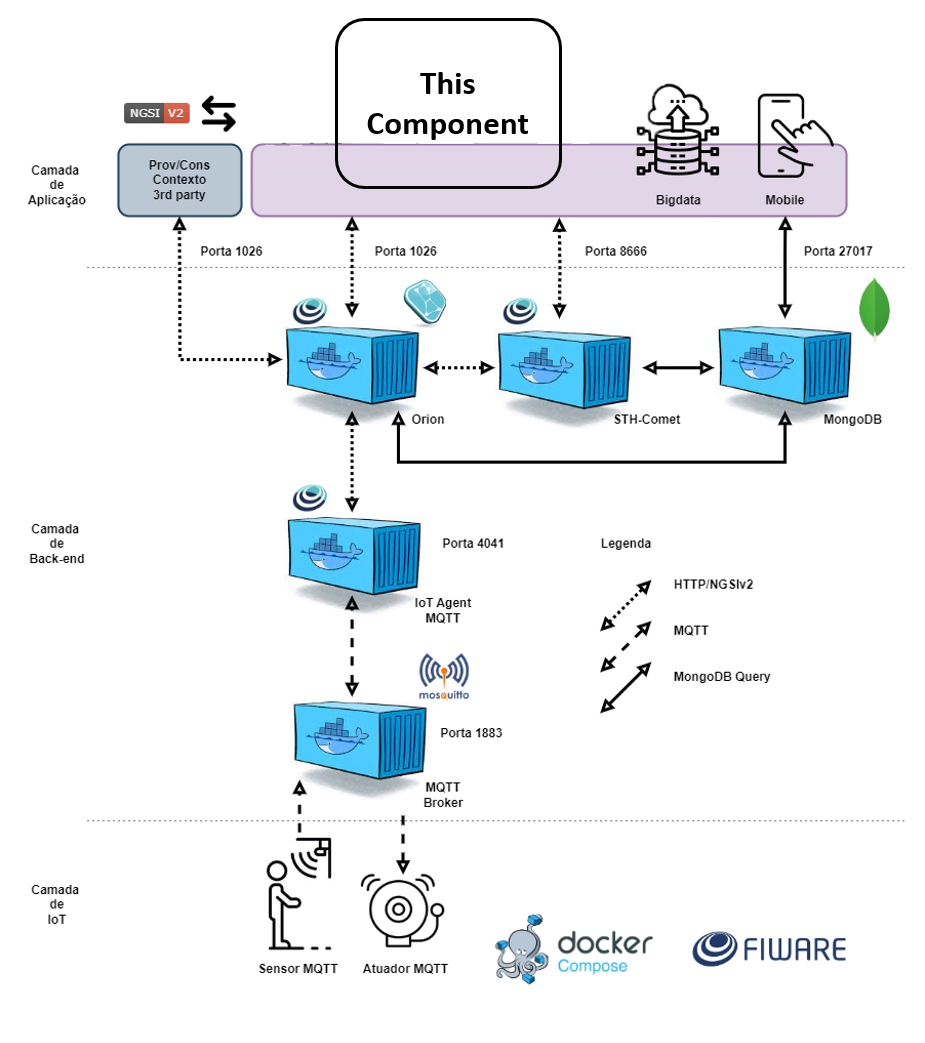 This
Component
NGSI V2
Camada
de
Aplicação
Prov/Cons
Contexto
3rd party
Bigdata
Mobile
Porta 1026
Porta 1026
Porta 8666
Porta 27017
Orion
STH-Comet
MongoDB
Camada
de
Back-end
Porta 4041
Legenda
IoT Agent
MQTT
HTTP/NGSIv2
MQTT
MongoDB Query
mosquitto
Porta 1883
MQTT
Broker
Camada
de
IoT
Sensor MQTT
Atuador MQTT
docker
Compose
FIWARE